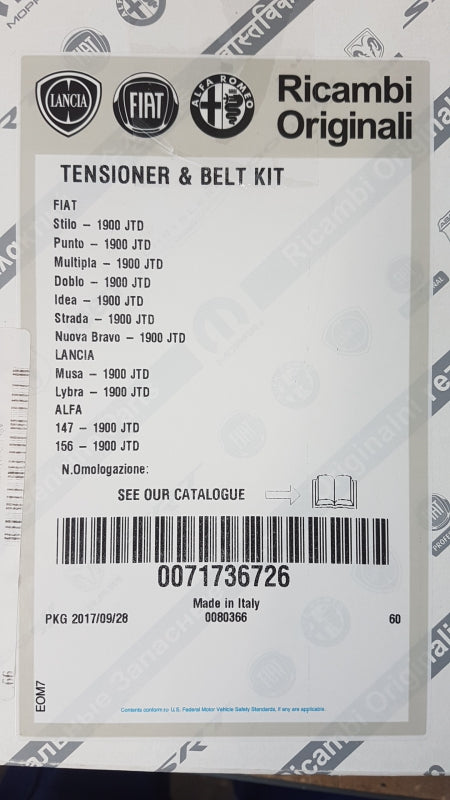 LANCIA
FIAT
ALFA ROMEO
Ricambi
Originali
TENSIONER & BELT KIT
FIAT
Stilo – 1900 JTD
Punto – 1900 JTD
Multipla – 1900 JTD
Doblo – 1900 JTD
Idea – 1900 JTD
Strada – 1900 JTD
Nuova Bravo – 1900 JTD
LANCIA
Musa – 1900 JTD
Lybra – 1900 JTD
ALFA
147 – 1900 JTD
156 – 1900 JTD
N.Omologazione:
SEE OUR CATALOGUE
0071736726
Made in Italy
PKG 2017/09/28 0080366 60
EOM7
Contents conform to U.S. Federal Motor Vehicle Safety Standards, if any are applicable.